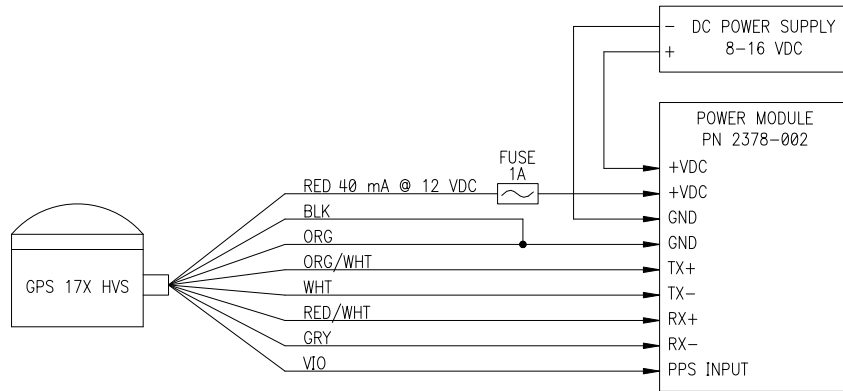 - DC POWER SUPPLY
+ 8-16 VDC
POWER MODULE
PN 2378-002
FUSE
1A
+VDC
RED 40 mA @ 12 VDC
+VDC
BLK
GND
ORG
GND
GPS 17X HVS
ORG/WHT
TX+
WHT
TX-
RED/WHT
RX+
GRY
RX-
VIO
PPS INPUT